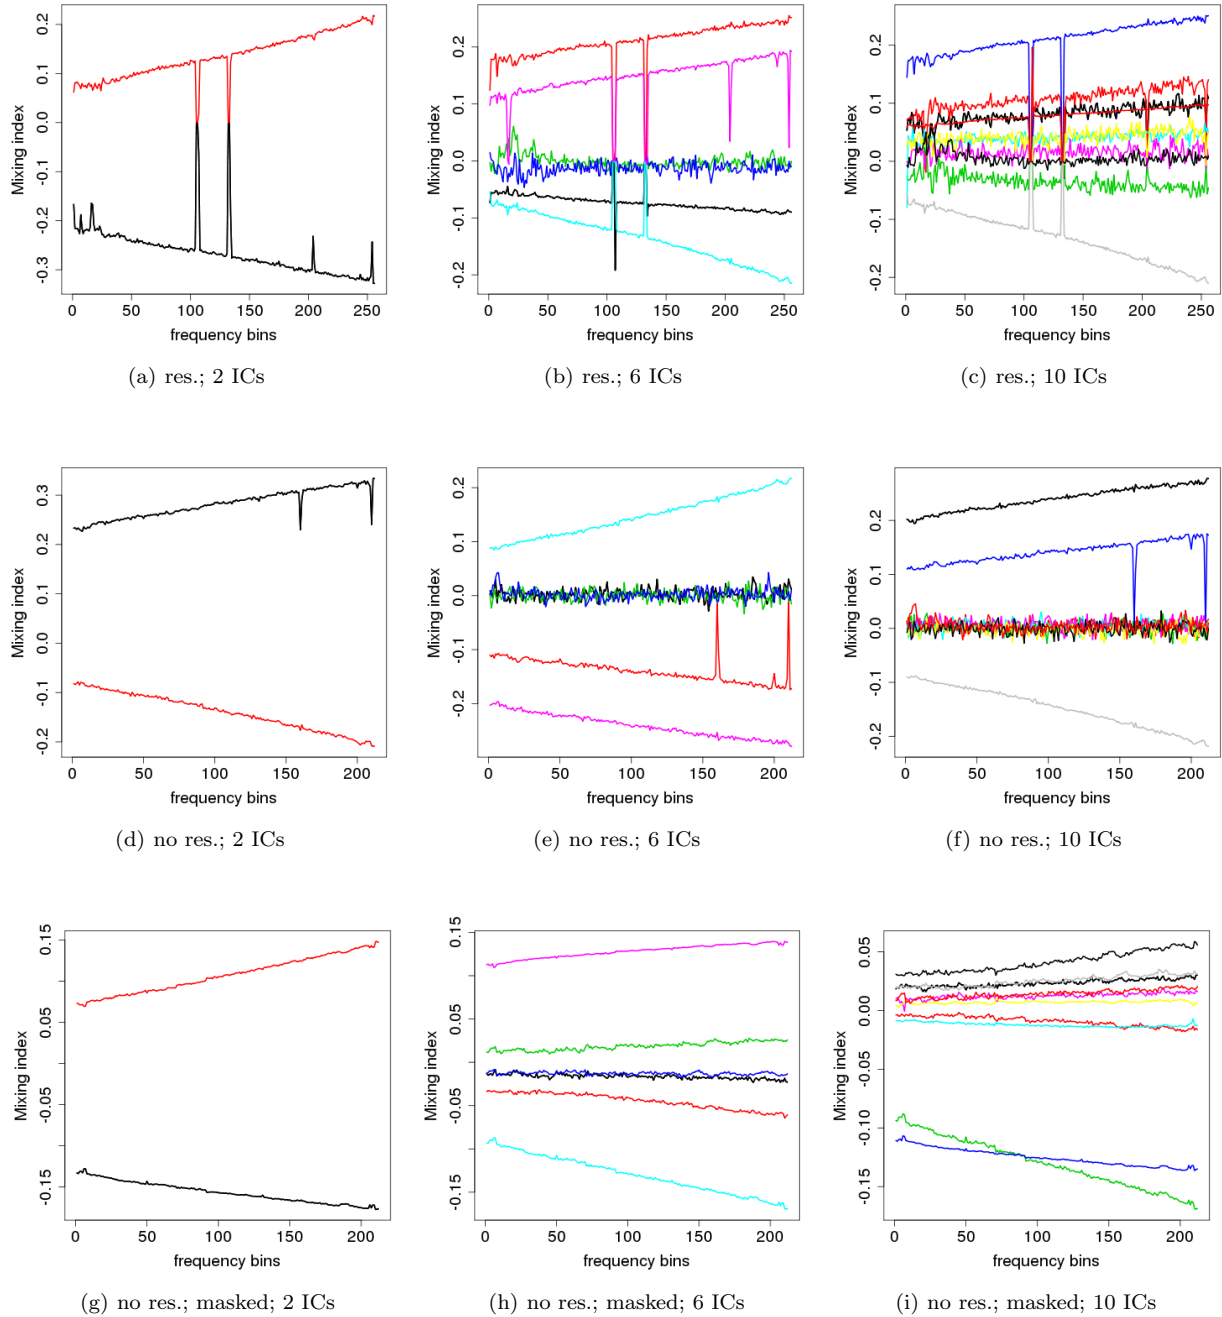 Mixing index
0.2
0.1
0.0
-0.1
-0.2
-0.3
0 50 100 150 200 250
frequency bins
(a) res.; 2 ICs
Mixing index
0.2
0.1
0.0
-0.1
-0.2
0 50 100 150 200 250
frequency bins
(b) res.; 6 ICs
Mixing index
0.2
0.1
0.0
-0.1
-0.2
0 50 100 150 200 250
frequency bins
(c) res.; 10 ICs
Mixing index
0.3
0.2
0.1
0.0
-0.1
-0.2
0 50 100 150 200
frequency bins
(d) no res.; 2 ICs
Mixing index
0.2
0.1
0.0
-0.1
-0.2
0 50 100 150 200
frequency bins
(e) no res.; 6 ICs
Mixing index
0.2
0.1
0.0
-0.1
-0.2
0 50 100 150 200
frequency bins
(f) no res.; 10 ICs
Mixing index
0.15
0.05
-0.05
-0.15
0 50 100 150 200
frequency bins
(g) no res.; masked; 2 ICs
Mixing index
0.15
0.05
-0.05
-0.15
0 50 100 150 200
frequency bins
(h) no res.; masked; 6 ICs
Mixing index
0.05
0.00
-0.05
-0.10
-0.15
0 50 100 150 200
frequency bins
(i) no res.; masked; 10 ICs